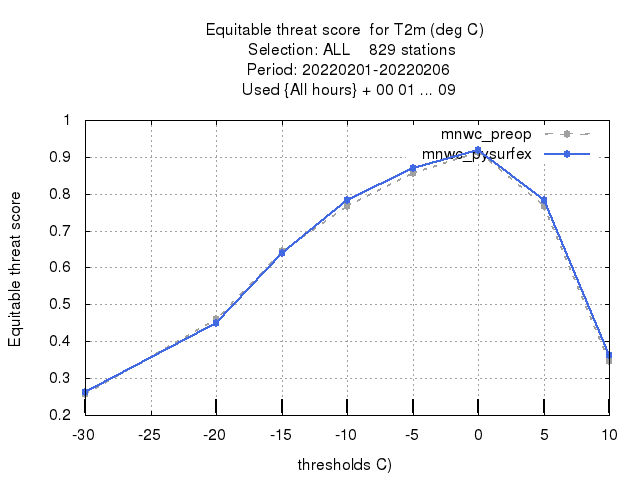 Equitable threat score  for T2m (deg C)
Selection: ALL    829 stations
Period: 20220201-20220206
Used {All hours} + 00 01 ... 09
mnwc_preop
mnwc_pysurfex
Equitable threat score
1
0.9
0.8
0.7
0.6
0.5
0.4
0.3
0.2
-30 -25 -20 -15 -10 -5 0 5 10
thresholds C)